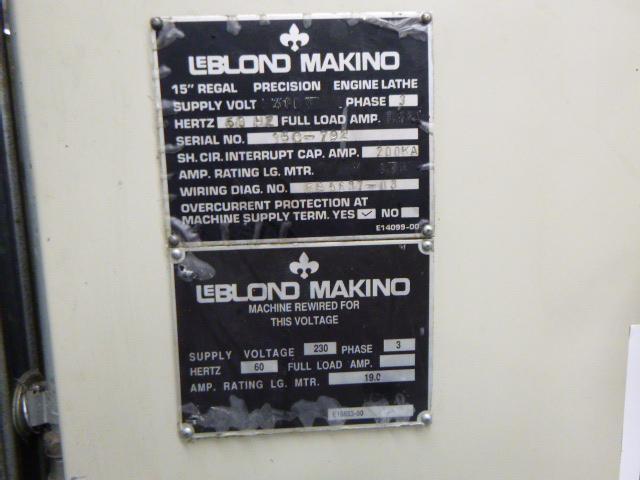 LEBLOND MAKINO
15" REGAL PRECISION ENGINE LATHE
SUPPLY VOLT PHASE 3
HERTZ 60 HZ FULL LOAD AMP.
SERIAL NO. 15C-792
SH. CIR. INTERRUPT CAP. AMP. 200KA
AMP. RATING LG. MTR.
WIRING DIAG. NO.
OVERCURRENT PROTECTION AT
MACHINE SUPPLY TERM. YES ✓ NO
E14099-00
LEBLOND MAKINO
MACHINE REWIRED FOR
THIS VOLTAGE
SUPPLY VOLTAGE 230 PHASE 3
HERTZ 60 FULL LOAD AMP.
AMP. RATING LG. MTR. 19.0